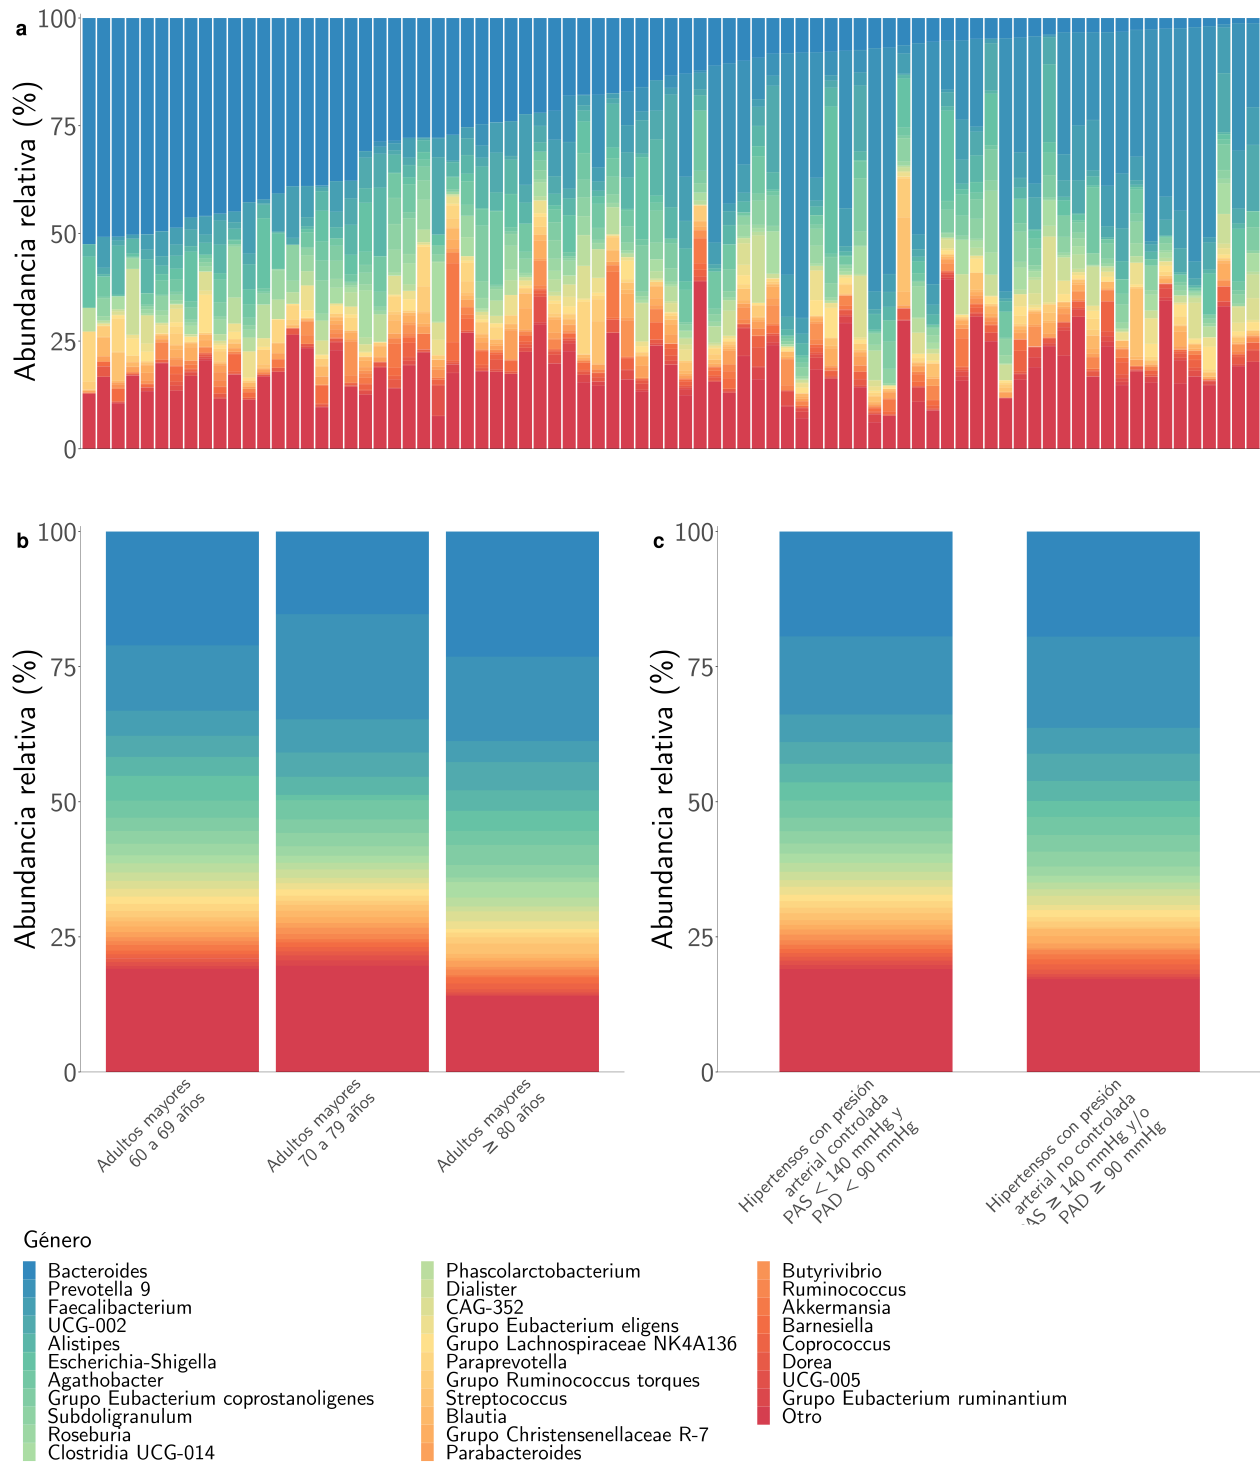 a
Abundancia relativa (%)
100
75
50
25
0
b
Abundancia relativa (%)
100
75
50
25
0
Adultos mayores
60 a 69 años
Adultos mayores
70 a 79 años
Adultos mayores
≥ 80 años
c
Abundancia relativa (%)
100
75
50
25
0
Hipertensos con presión
arterial controlada
PAS < 140 mmHg y
PAD < 90 mmHg
Hipertensos con presión
arterial no controlada
PAS ≥ 140 mmHg y/o
PAD ≥ 90 mmHg
Género
Bacteroides
Prevotella 9
Faecalibacterium
UCG-002
Alistipes
Escherichia-Shigella
Agathobacter
Grupo Eubacterium coprostanoligenes
Subdoligranulum
Roseburia
Clostridia UCG-014
Phascolarctobacterium
Dialister
CAG-352
Grupo Eubacterium eligens
Grupo Lachnospiraceae NK4A136
Paraprevotella
Grupo Ruminococcus torques
Streptococcus
Blautia
Grupo Christensenellaceae R-7
Parabacteroides
Butyrivibrio
Ruminococcus
Akkermansia
Barnesiella
Coprococcus
Dorea
UCG-005
Grupo Eubacterium ruminantium
Otro